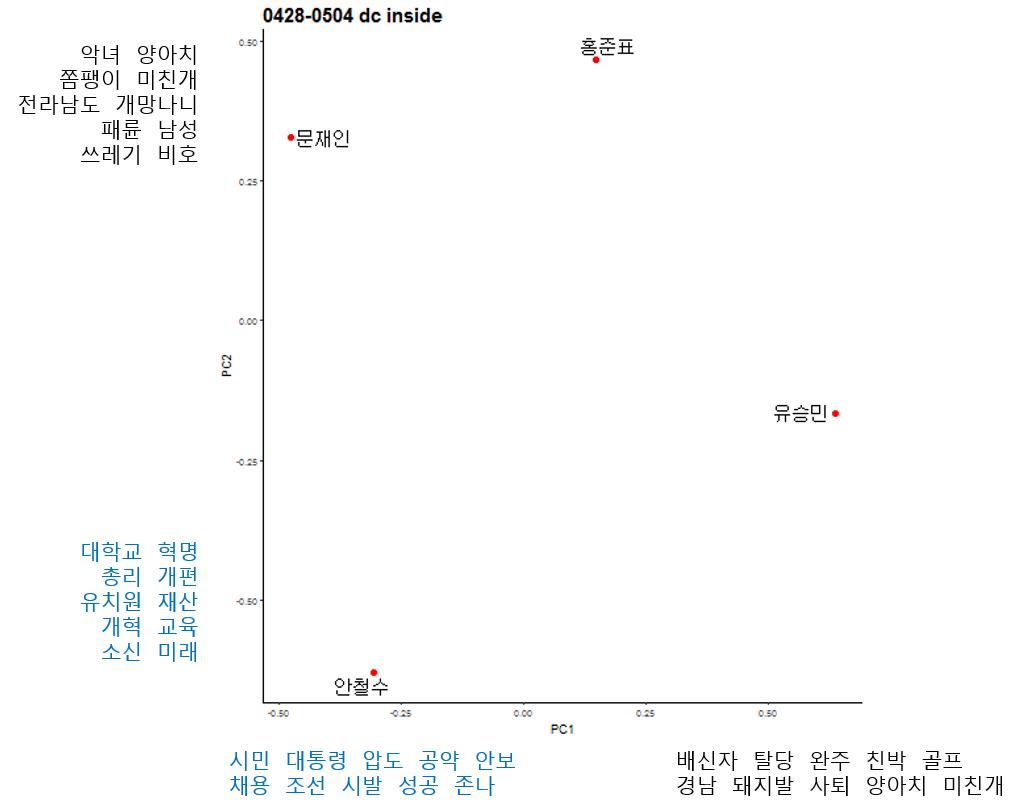 0428-0504 dc inside
악녀 양아치
쫌팽이 미친개
전라남도 개망나니
패륜 남성
쓰레기 비호
0.50
0.25
0.00
-0.25
-0.50
PC2
홍준표
문재인
유승민
안철수
대학교 혁명
총리 개편
유치원 재산
개혁 교육
소신 미래
-0.50 -0.25 0.00 0.25 0.50
PC1
시민 대통령 압도 공약 안보
채용 조선 시발 성공 존나
배신자 탈당 완주 친박 골프
경남 돼지발 사퇴 양아치 미친개